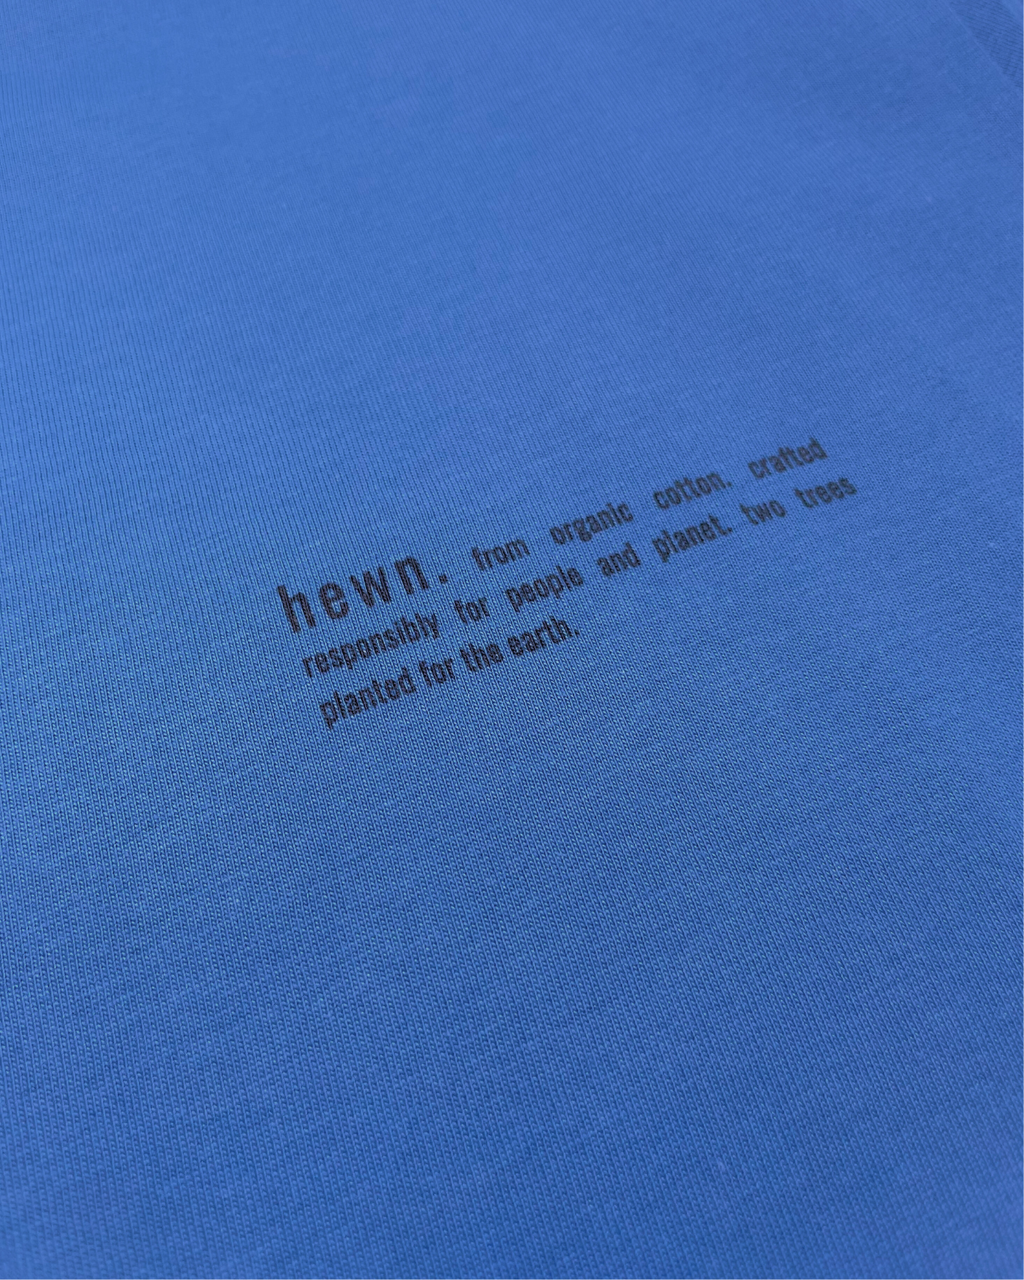 hewn. from organic cotton. crafted
responsibly for people and planet. two trees
planted for the earth.